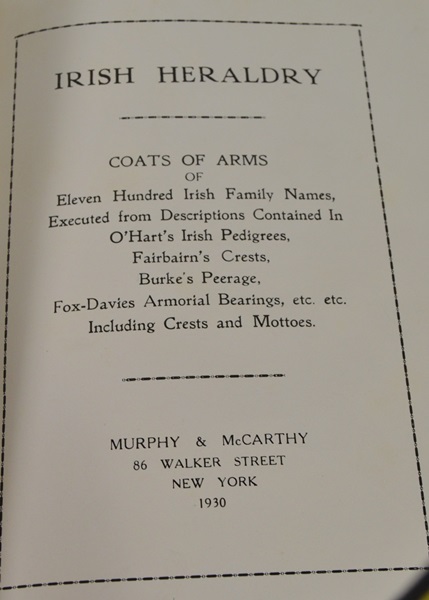 IRISH HERALDRY
COATS OF ARMS
OF
Eleven Hundred Irish Family Names,
Executed from Descriptions Contained In
O'Hart's Irish Pedigrees,
Fairbairn's Crests,
Burke's Peerage,
Fox-Davies Armorial Bearings, etc. etc.
Including Crests and Mottoes.
MURPHY & McCARTHY
86 WALKER STREET
NEW YORK
1930